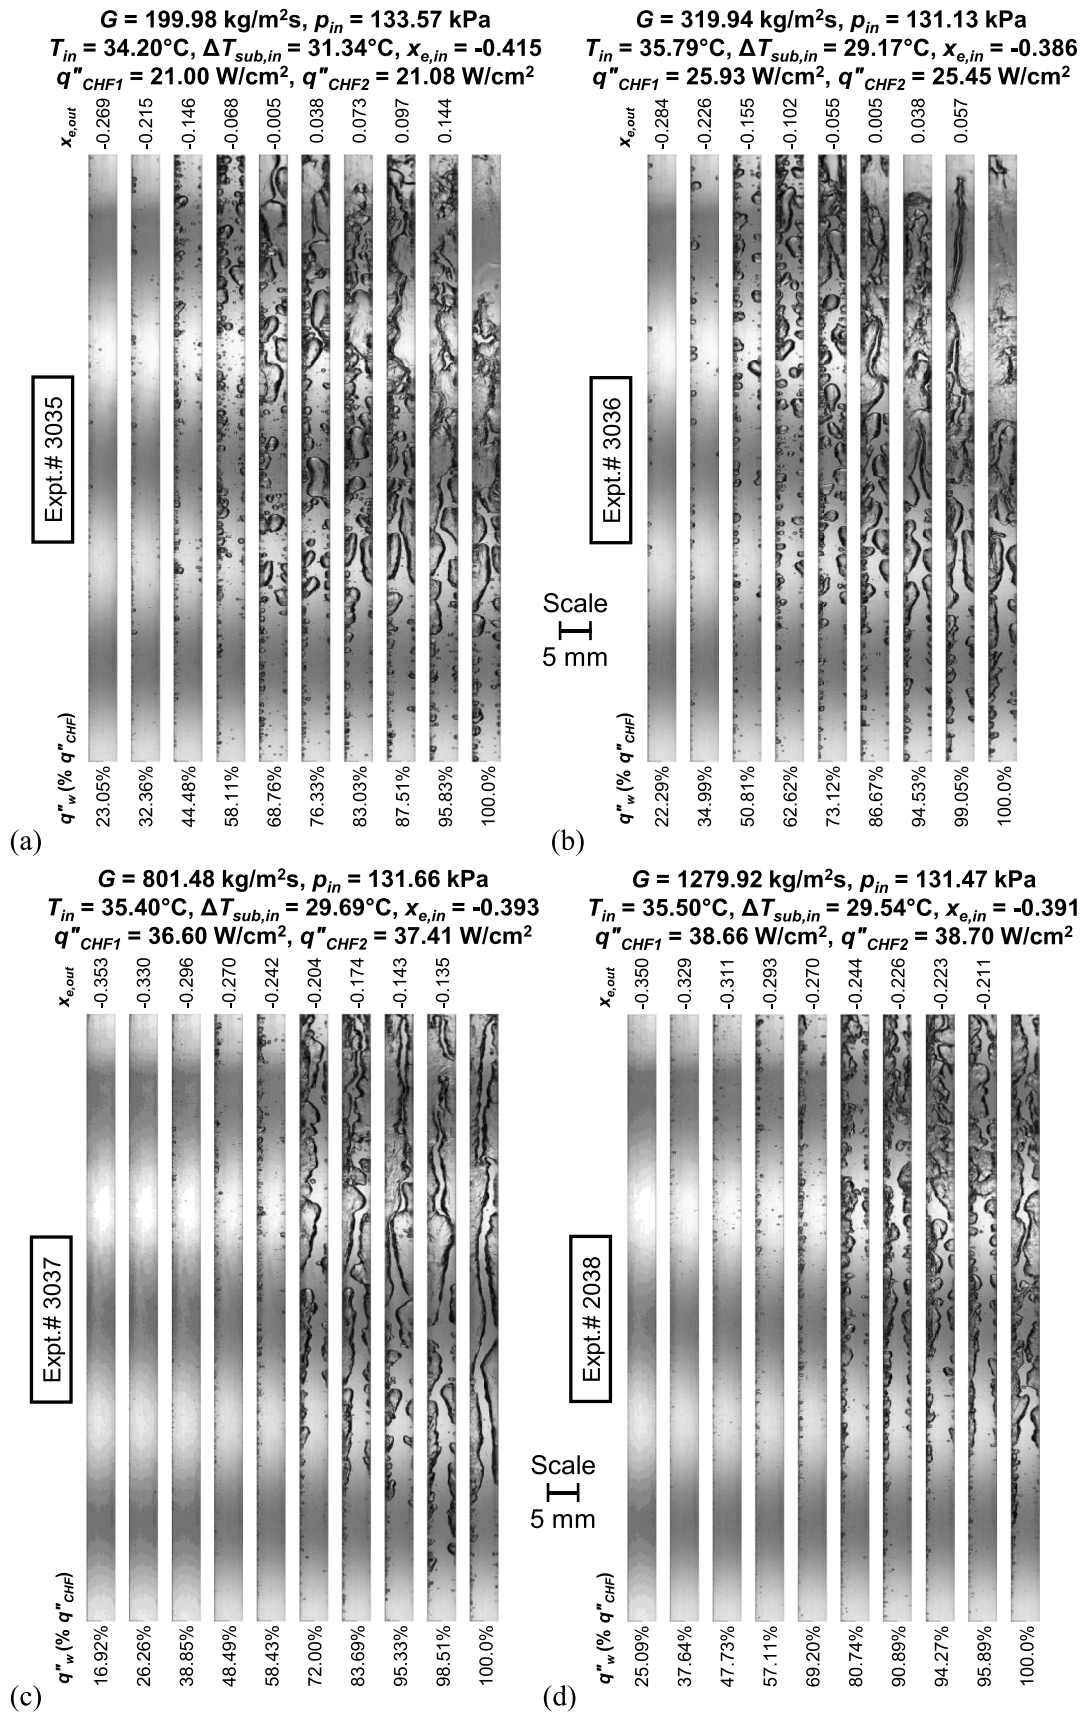 G = 199.98 kg/m²s, p_in = 133.57 kPa
T_in = 34.20°C, ΔT_sub,in = 31.34°C, x_e,in = -0.415
q"_CHF1 = 21.00 W/cm², q"_CHF2 = 21.08 W/cm²
x_e,out -0.269 -0.215 -0.146 -0.068 -0.005 0.038 0.073 0.097 0.144
Expt.# 3035
q"_w (% q"_CHF) 23.05% 32.36% 44.48% 58.11% 68.76% 76.33% 83.03% 87.51% 95.83% 100.0%
(a)
G = 319.94 kg/m²s, p_in = 131.13 kPa
T_in = 35.79°C, ΔT_sub,in = 29.17°C, x_e,in = -0.386
q"_CHF1 = 25.93 W/cm², q"_CHF2 = 25.45 W/cm²
x_e,out -0.284 -0.226 -0.155 -0.102 -0.055 0.005 0.038 0.057
Expt.# 3036
Scale
5 mm
q"_w (% q"_CHF) 22.29% 34.99% 50.81% 62.62% 73.12% 86.67% 94.53% 99.05% 100.0%
(b)
G = 801.48 kg/m²s, p_in = 131.66 kPa
T_in = 35.40°C, ΔT_sub,in = 29.69°C, x_e,in = -0.393
q"_CHF1 = 36.60 W/cm², q"_CHF2 = 37.41 W/cm²
x_e,out -0.353 -0.330 -0.296 -0.270 -0.242 -0.204 -0.174 -0.143 -0.135
Expt.# 3037
q"_w (% q"_CHF) 16.92% 26.26% 38.85% 48.49% 58.43% 72.00% 83.69% 95.33% 98.51% 100.0%
(c)
G = 1279.92 kg/m²s, p_in = 131.47 kPa
T_in = 35.50°C, ΔT_sub,in = 29.54°C, x_e,in = -0.391
q"_CHF1 = 38.66 W/cm², q"_CHF2 = 38.70 W/cm²
x_e,out -0.350 -0.329 -0.311 -0.293 -0.270 -0.244 -0.226 -0.223 -0.211
Expt.# 2038
Scale
5 mm
q"_w (% q"_CHF) 25.09% 37.64% 47.73% 57.11% 69.20% 80.74% 90.89% 94.27% 95.89% 100.0%
(d)